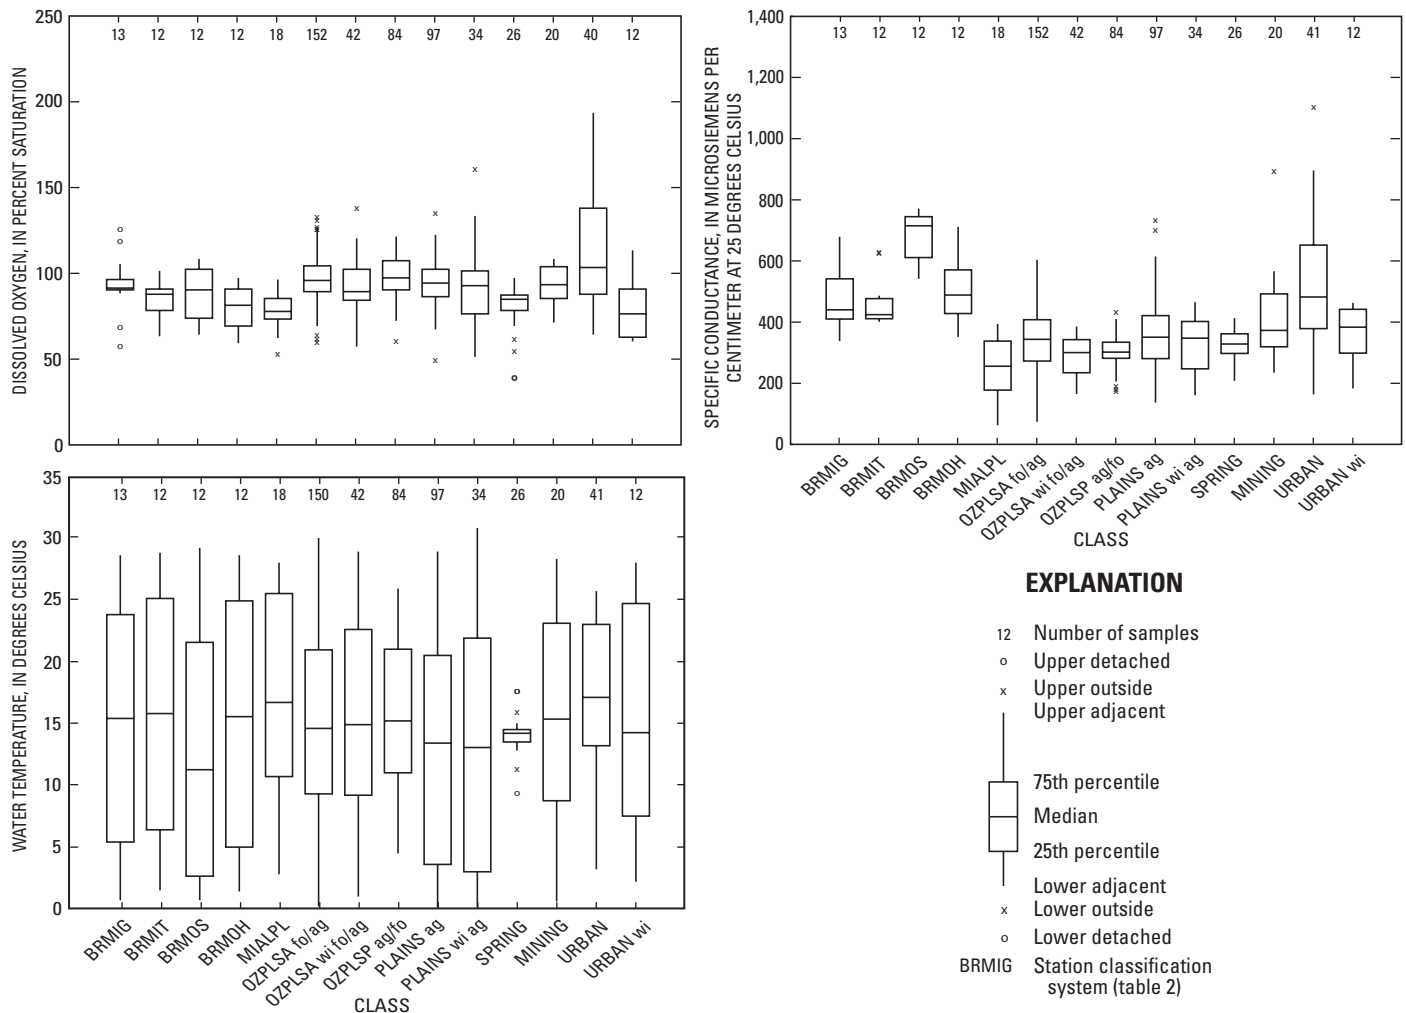 DISSOLVED OXYGEN, IN PERCENT SATURATION
250
200
150
100
50
0
13 12 12 12 18 152 42 84 97 34 26 20 40 12
SPECIFIC CONDUCTANCE, IN MICROSIEMENS PER
CENTIMETER AT 25 DEGREES CELSIUS
1,400
1,200
1,000
800
600
400
200
0
13 12 12 12 18 152 42 84 97 34 26 20 41 12
BRMIG
BRMIT
BRMOS
BRMOH
MIALPL
OZPLSA fo/ag
OZPLSA wi fo/ag
OZPLSP ag/fo
PLAINS ag
PLAINS wi ag
SPRING
MINING
URBAN
URBAN wi
CLASS
WATER TEMPERATURE, IN DEGREES CELSIUS
35
30
25
20
15
10
5
0
13 12 12 12 18 150 42 84 97 34 26 20 41 12
BRMIG
BRMIT
BRMOS
BRMOH
MIALPL
OZPLSA fo/ag
OZPLSA wi fo/ag
OZPLSP ag/fo
PLAINS ag
PLAINS wi ag
SPRING
MINING
URBAN
URBAN wi
CLASS
EXPLANATION
12 Number of samples
o Upper detached
x Upper outside
Upper adjacent
75th percentile
Median
25th percentile
Lower adjacent
x Lower outside
o Lower detached
BRMIG Station classification
system (table 2)